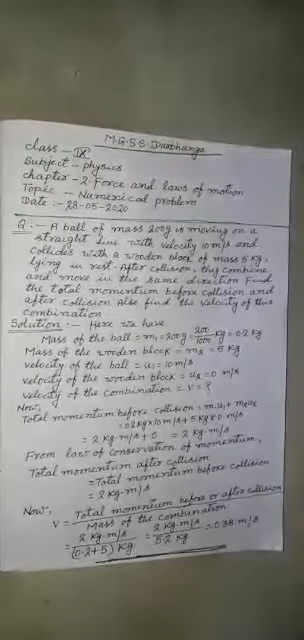 M.G.S.S. Darbhanga
class - IX
Subject - physics
chapter - 2. Force and laws of motion
Topic - Numerical problem
Date :- 28-05-2020
Q. :- A ball of mass 200g is moving on a
straight line with velocity 10 m/s and
collides with a wooden block of mass 5 kg,
lying in rest. After collision, they combine
and move in the same direction Find
the total momentum before collision and
after collision Also find the velocity of this
combination
Solution :- Here we have
Mass of the ball = m₁ = 200g = 200/1000 kg = 0.2 kg
Mass of the wooden block = m₂ = 5 kg
velocity of the ball = u₁ = 10 m/s
velocity of the wooden block = u₂ = 0 m/s
velocity of the combination = v = ?
Now,
Total momentum before collision = m₁u₁ + m₂u₂
= 0.2 kg x 10 m/s + 5 kg x 0 m/s
= 2 kg.m/s + 0 = 2 kg.m/s
From law of conservation of momentum,
Total momentum after collision
= Total momentum before collision
= 2 kg.m/s
Now,
V = Total momentum before or after collision / Mass of the combination
= 2 kg.m/s / (0.2+5) kg = 2 kg.m/s / 5.2 kg = 0.38 m/s